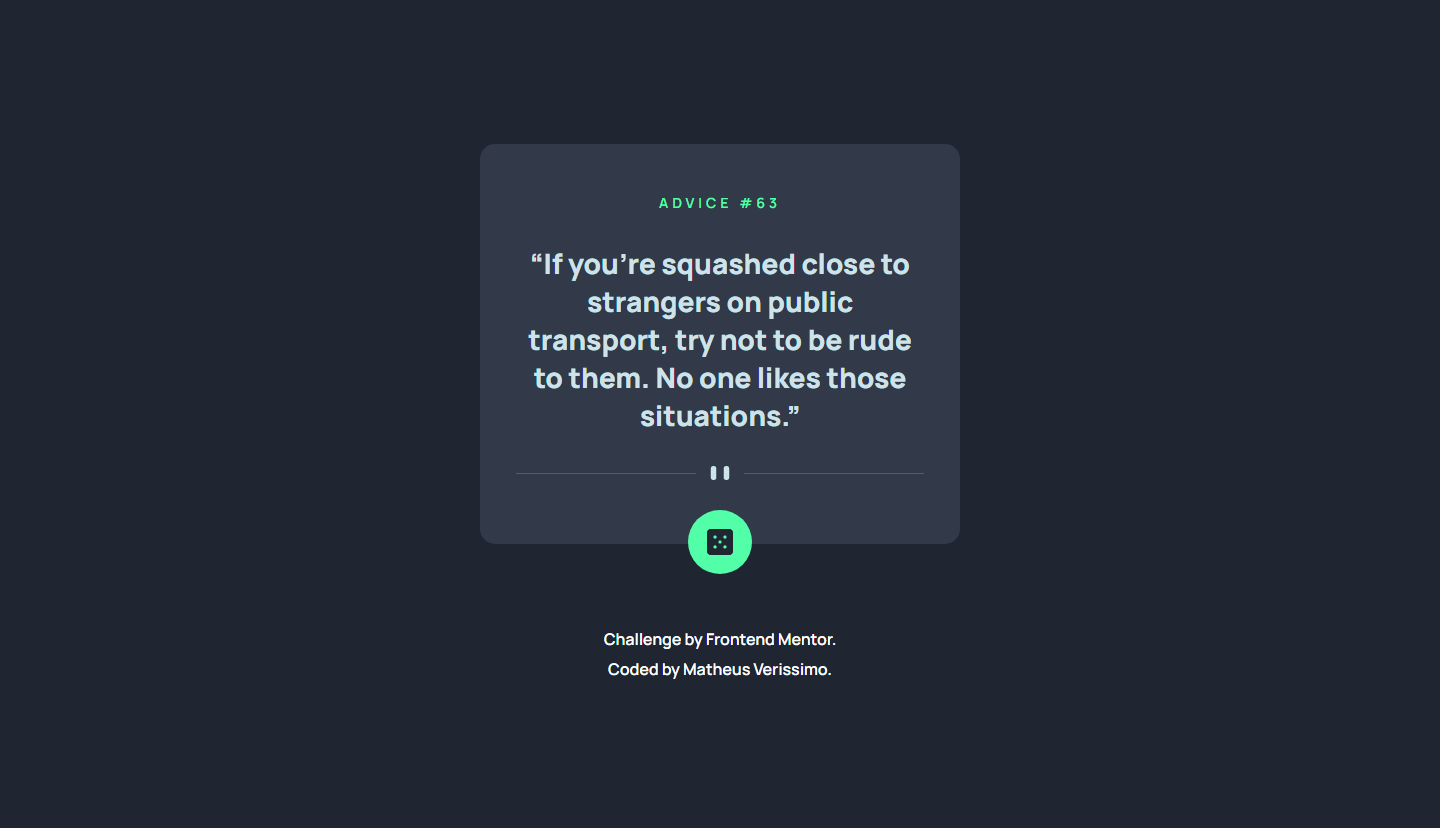 ADVICE #63
“If you’re squashed close to
strangers on public
transport, try not to be rude
to them. No one likes those
situations.”
Challenge by Frontend Mentor.
Coded by Matheus Verissimo.